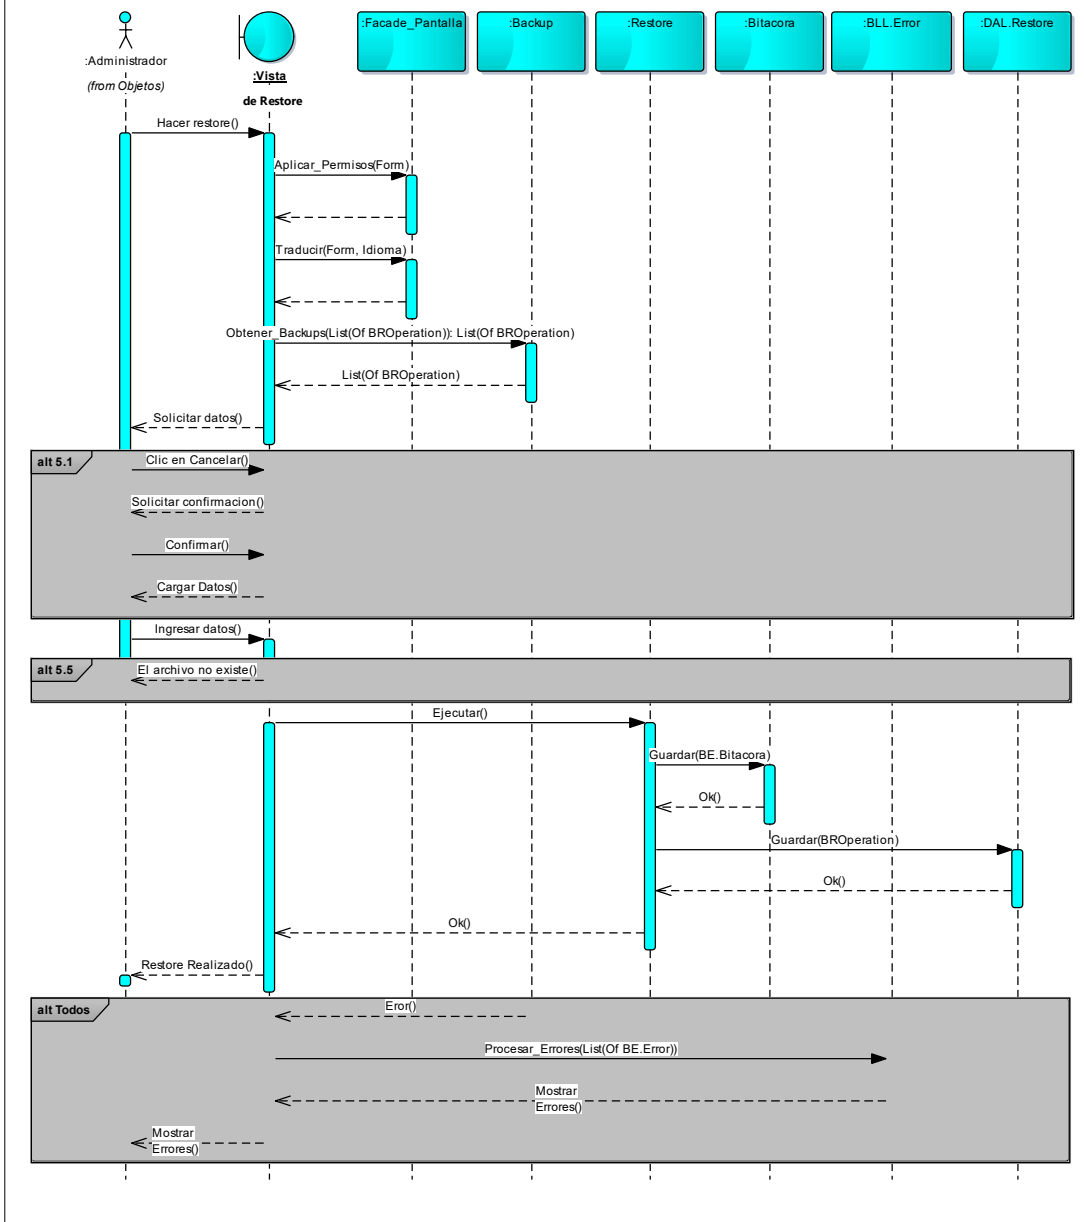 :Administrador
(from Objetos)
:Vista
de Restore
:Facade_Pantalla
:Backup
:Restore
:Bitacora
:BLL.Error
:DAL.Restore
Hacer restore()
Aplicar_Permisos(Form)
Traducir(Form, Idioma)
Obtener_Backups(List(Of BROperation)): List(Of BROperation)
List(Of BROperation)
Solicitar datos()
alt 5.1
Clic en Cancelar()
Solicitar confirmacion()
Confirmar()
Cargar Datos()
Ingresar datos()
alt 5.5
El archivo no existe()
Ejecutar()
Guardar(BE.Bitacora)
Ok()
Guardar(BROperation)
Ok()
Ok()
Restore Realizado()
alt Todos
Eror()
Procesar_Errores(List(Of BE.Error))
Mostrar
Errores()
Mostrar
Errores()